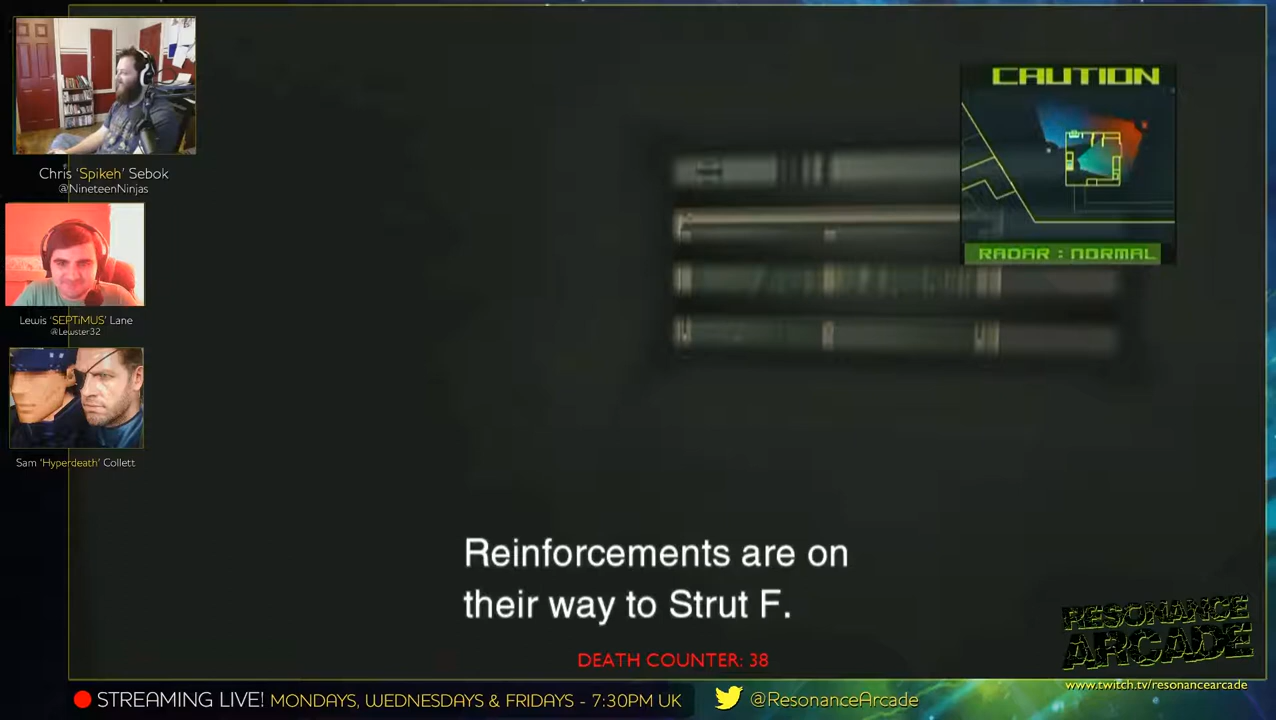 CAUTION
Chris 'Spikeh' Sebok
@NineteenNinjas
RADAR : NORMAL
Lewis 'SEPTiMUS' Lane
@Lewster32
Sam 'Hyperdeath' Collett
Reinforcements are on
their way to Strut F.
DEATH COUNTER: 38
RESONANCE
ARCADE
www.twitch.tv/resonancearcade
STREAMING LIVE! MONDAYS, WEDNESDAYS & FRIDAYS - 7:30PM UK
@ResonanceArcade